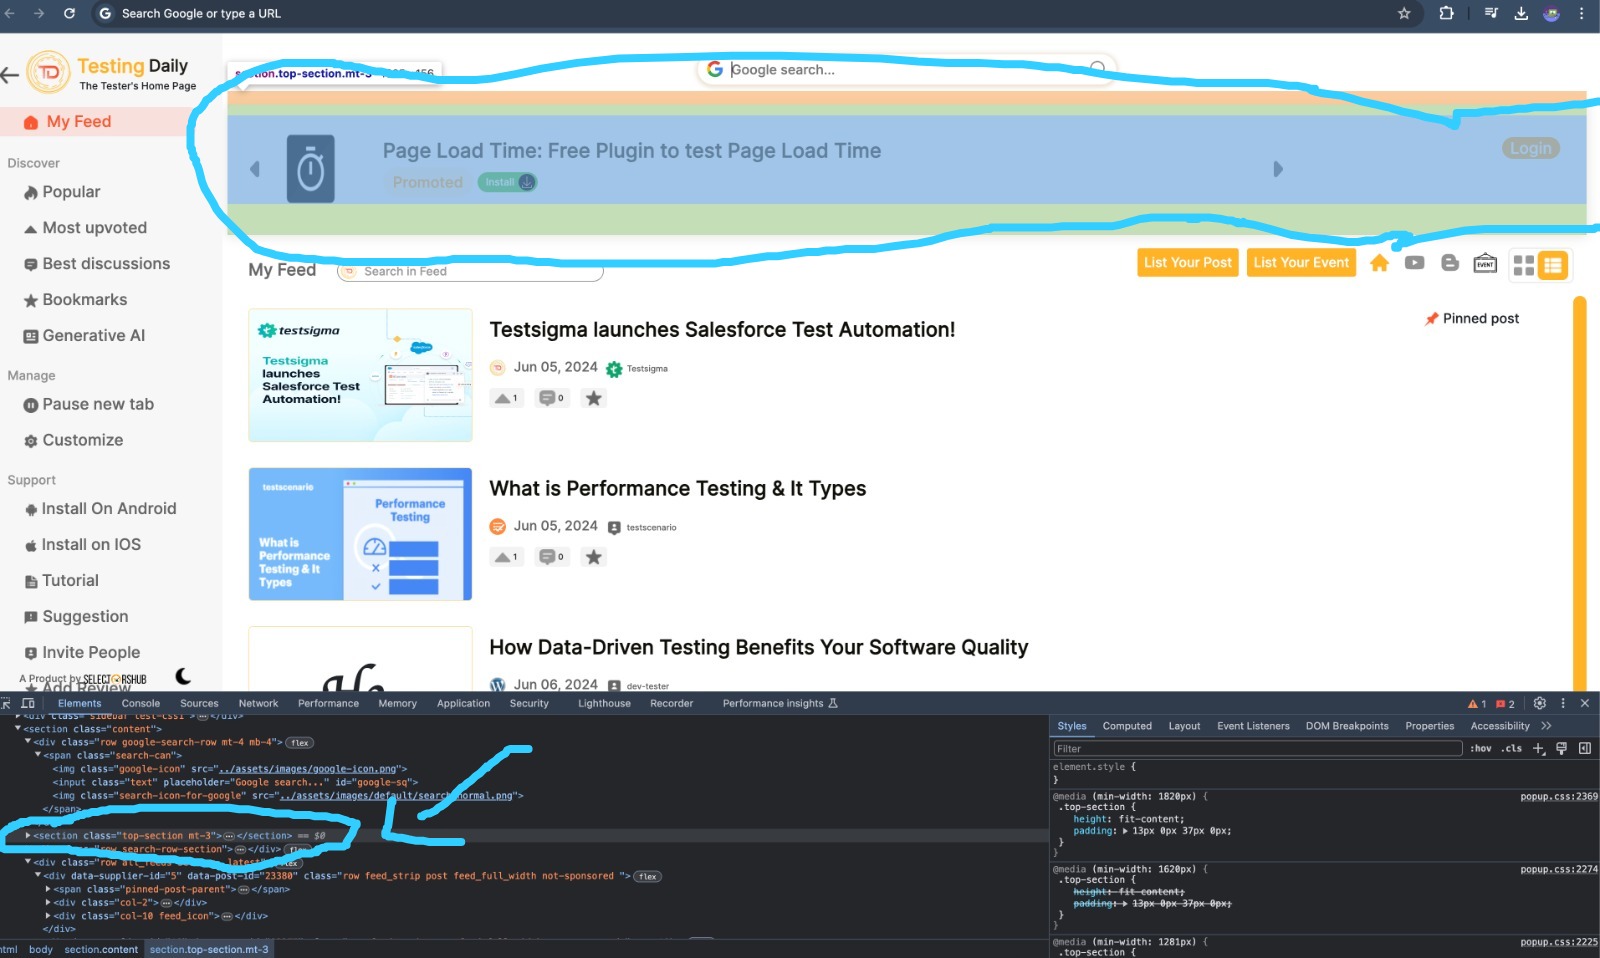 Search Google or type a URL
Testing Daily
The Tester's Home Page
My Feed
Discover
Popular
Most upvoted
Best discussions
Bookmarks
Generative AI
Manage
Pause new tab
Customize
Support
Install On Android
Install on IOS
Tutorial
Suggestion
Invite People
A Product by SELECTORSHUB
Add Review
section.top-section.mt-3
Google search...
Page Load Time: Free Plugin to test Page Load Time
Promoted
Install
Login
My Feed
Search in Feed
List Your Post
List Your Event
EVENT
testsigma
Testsigma
launches
Salesforce Test
Automation!
Testsigma launches Salesforce Test Automation!
Jun 05, 2024
Testsigma
1
0
Pinned post
testscenario
Performance
Testing
What is
Performance
Testing & It
Types
What is Performance Testing & It Types
Jun 05, 2024
testscenario
1
0
How Data-Driven Testing Benefits Your Software Quality
Jun 06, 2024
dev-tester
Elements Console Sources Network Performance Memory Application Security Lighthouse Recorder Performance insights
1 2
<div class="sidebar test-css1">…</div>
<section class="content">
<div class="row google-search-row mt-4 mb-4"> flex
<span class="search-can">
<img class="google-icon" src="../assets/images/google-icon.png">
<input class="text" placeholder="Google search..." id="google-sq">
<img class="search-icon-for-google" src="../assets/images/default/search-normal.png">
</span>
<section class="top-section mt-3">…</section> == $0
row search-row-section">…</div> flex
<div class="row all_feeds latest" flex
<div data-supplier-id="5" data-post-id="23380" class="row feed_strip post feed_full_width not-sponsored "> flex
<span class="pinned-post-parent">…</span>
<div class="col-2">…</div>
<div class="col-10 feed_icon">…</div>
</div>
html body section.content section.top-section.mt-3
Styles Computed Layout Event Listeners DOM Breakpoints Properties Accessibility
Filter
:hov .cls
element.style {
}
@media (min-width: 1820px) {
popup.css:2369
.top-section {
height: fit-content;
padding: 13px 0px 37px 0px;
}
}
@media (min-width: 1620px) {
popup.css:2274
.top-section {
height: fit-content;
padding: 13px 0px 37px 0px;
}
}
@media (min-width: 1281px) {
popup.css:2225
.top-section {